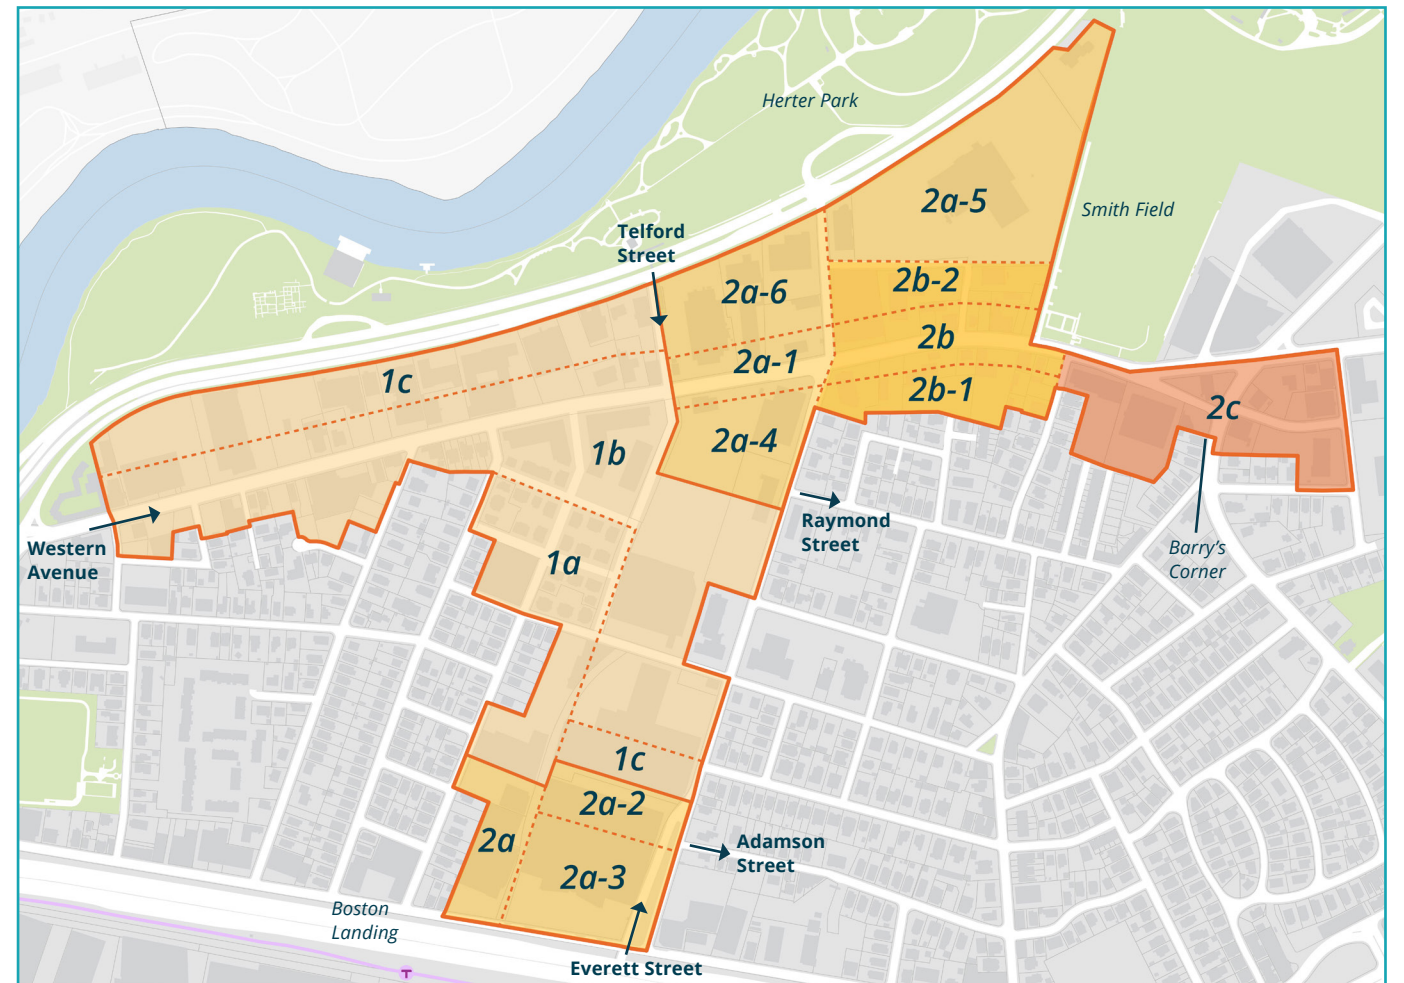 Herter Park
2a-5
Smith Field
Telford
Street
2b-2
2a-6
2b
2a-1
1c
2b-1
2c
2a-4
1b
Raymond
Street
Western
Avenue
Barry’s
Corner
1a
1c
2a-2
2a
Adamson
Street
2a-3
Boston
Landing
Everett Street
T